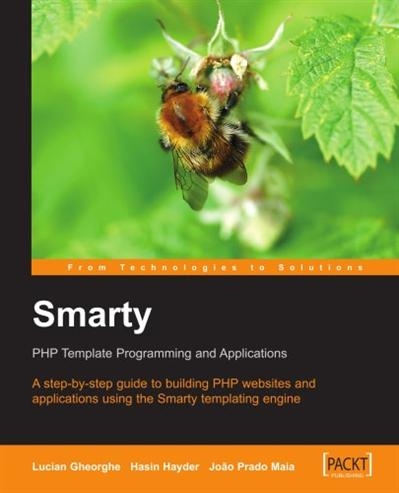 From Technologies to Solutions
Smarty
PHP Template Programming and Applications
A step-by-step guide to building PHP websites and
applications using the Smarty templating engine
Lucian Gheorghe   Hasin Hayder   João Prado Maia
PACKT
PUBLISHING